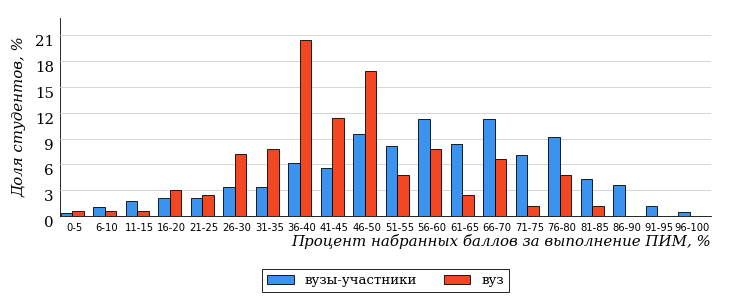 Доля студентов, %
21
18
15
12
9
6
3
0
0-5 6-10 11-15 16-20 21-25 26-30 31-35 36-40 41-45 46-50 51-55 56-60 61-65 66-70 71-75 76-80 81-85 86-90 91-95 96-100
Процент набранных баллов за выполнение ПИМ, %
вузы-участники вуз